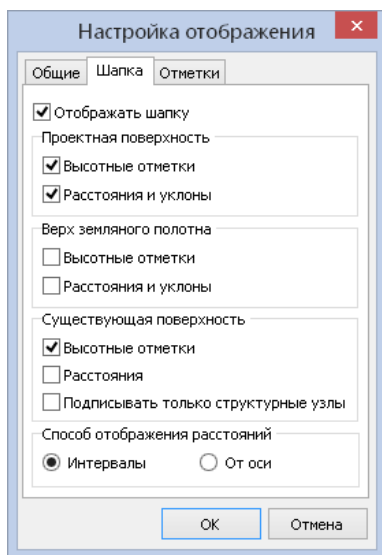 Настройка отображения
Общие Шапка Отметки
Отображать шапку
Проектная поверхность
Высотные отметки
Расстояния и уклоны
Верх земляного полотна
Высотные отметки
Расстояния и уклоны
Существующая поверхность
Высотные отметки
Расстояния
Подписывать только структурные узлы
Способ отображения расстояний
Интервалы От оси
ОК Отмена